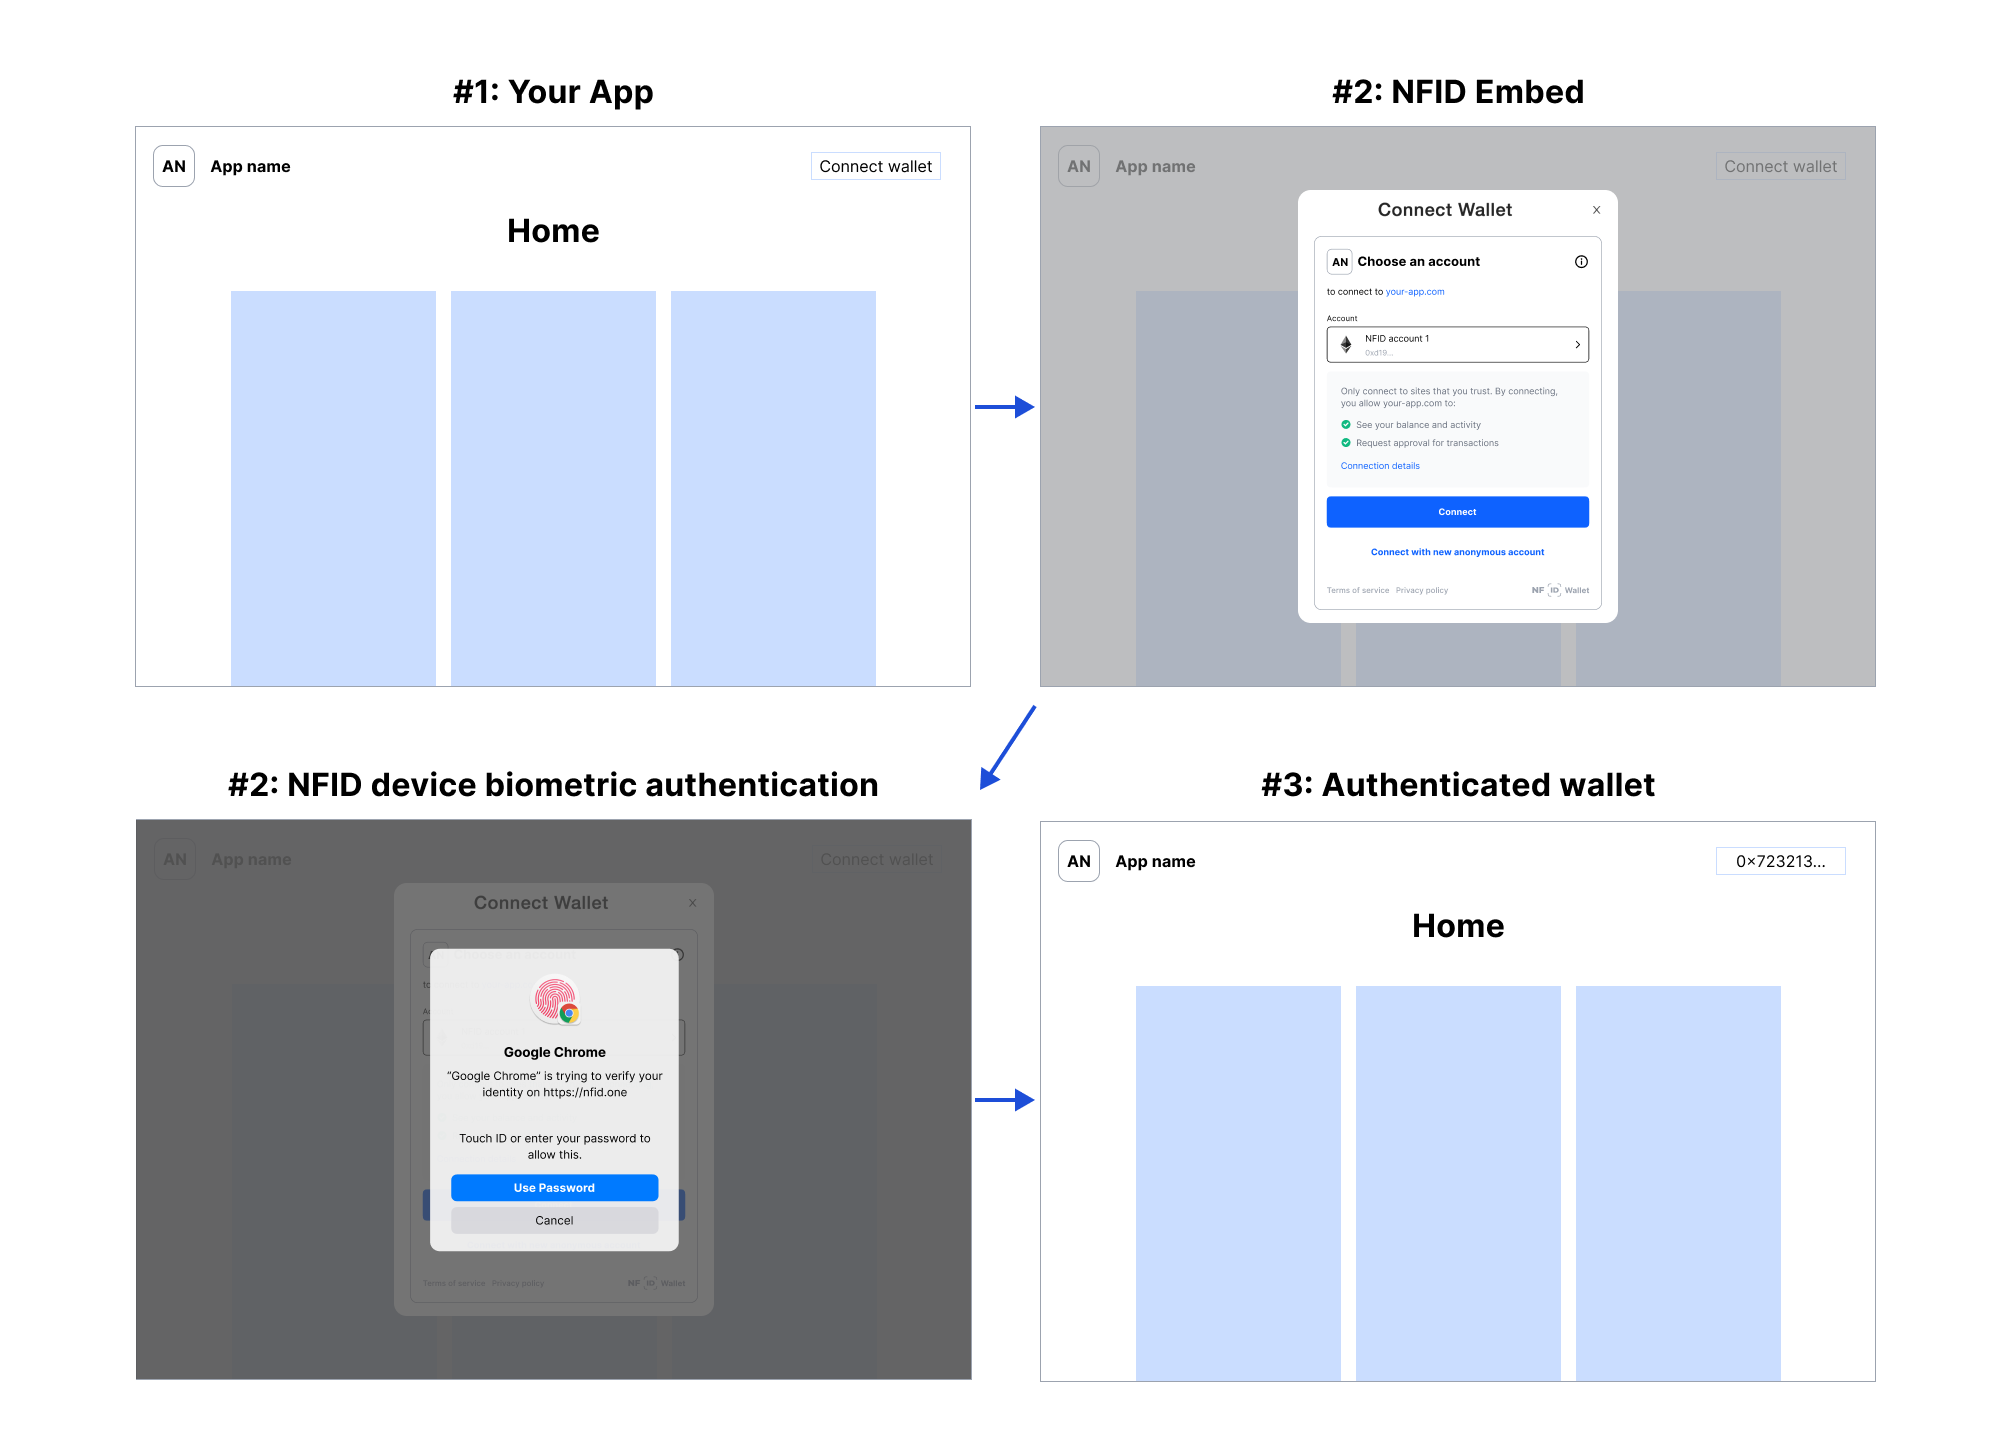 #1: Your App
AN App name
Connect wallet
Home
#2: NFID Embed
AN App name
Connect wallet
Connect Wallet
X
AN Choose an account
to connect to your-app.com
Account
NFID account 1
0xd19...
Only connect to sites that you trust. By connecting,
you allow your-app.com to:
See your balance and activity
Request approval for transactions
Connection details
Connect
Connect with new anonymous account
Terms of service Privacy policy
NF ID Wallet
#2: NFID device biometric authentication
AN App name
Connect wallet
Connect Wallet
X
Google Chrome
“Google Chrome” is trying to verify your
identity on https://nfid.one
Touch ID or enter your password to
allow this.
Use Password
Cancel
Terms of service Privacy policy
NF ID Wallet
#3: Authenticated wallet
AN App name
0×723213...
Home